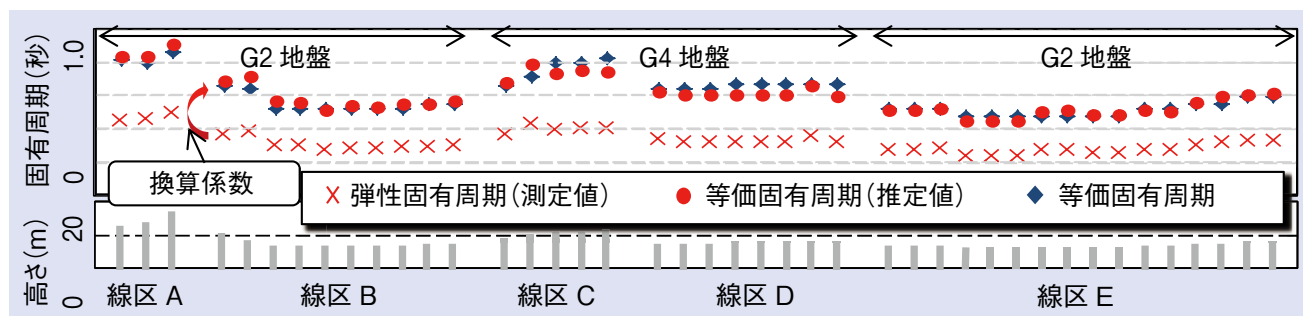 G2 地盤
G4 地盤
G2 地盤
固有周期(秒)
1.0
0
換算係数
弾性固有周期(測定値)
等価固有周期(推定値)
等価固有周期
高さ(m)
20
0
線区 A
線区 B
線区 C
線区 D
線区 E